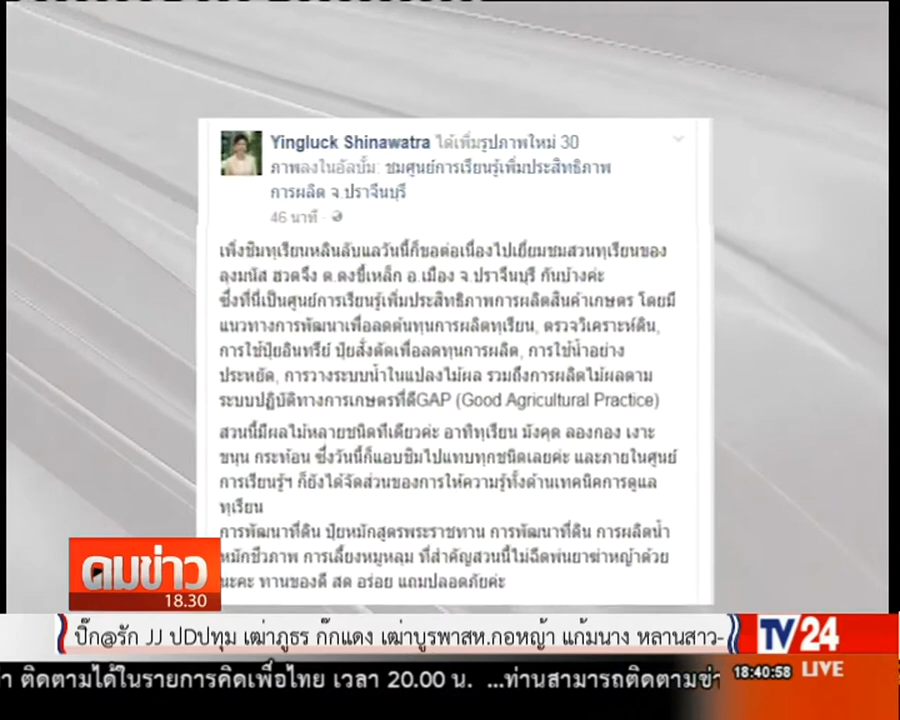 Yingluck Shinawatra ได้เพิ่มรูปภาพใหม่ 30
ภาพลงในอัลบั้ม: ชมศูนย์การเรียนรู้เพิ่มประสิทธิภาพ
การผลิต จ.ปราจีนบุรี
46 นาที
เพิ่งชิมทุเรียนหลินลับแลวันนี้ก็ขอต่อเนื่องไปเยี่ยมชมสวนทุเรียนของ
ลุงมนัส ฮวดจึง ต.ดงขี้เหล็ก อ.เมือง จ.ปราจีนบุรี กันบ้างค่ะ
ซึ่งที่นี่เป็นศูนย์การเรียนรู้เพิ่มประสิทธิภาพการผลิตสินค้าเกษตร โดยมี
แนวทางการพัฒนาเพื่อลดต้นทุนการผลิตทุเรียน, ตรวจวิเคราะห์ดิน,
การใช้ปุ๋ยอินทรีย์ ปุ๋ยสั่งตัดเพื่อลดทุนการผลิต, การใช้น้ำอย่าง
ประหยัด, การวางระบบน้ำในแปลงไม้ผล รวมถึงการผลิตไม้ผลตาม
ระบบปฏิบัติทางการเกษตรที่ดีGAP (Good Agricultural Practice)
สวนนี้มีผลไม้หลายชนิดทีเดียวค่ะ อาทิทุเรียน มังคุด ลองกอง เงาะ
ขนุน กระท้อน ซึ่งวันนี้ก็แอบชิมไปแทบทุกชนิดเลยค่ะ และภายในศูนย์
การเรียนรู้ฯ ก็ยังได้จัดส่วนของการให้ความรู้ทั้งด้านเทคนิคการดูแล
ทุเรียน
การพัฒนาที่ดิน ปุ๋ยหมักสูตรพระราชทาน การพัฒนาที่ดิน การผลิตน้ำ
หมักชีวภาพ การเลี้ยงหมูหลุม ที่สำคัญสวนนี้ไม่ฉีดพ่นยาฆ่าหญ้าด้วย
นะคะ ทานของดี สด อร่อย แถมปลอดภัยค่ะ
คมข่าว
18.30
ปิ๊ก@รัก JJ ปDปทุม เฒ่าภูธร กิ๊กแดง เฒ่าบูรพาสห.กอหญ้า แก้มนาง หลานสาว-
TV24
า ติดตามได้ในรายการคิดเพื่อไทย เวลา 20.00 น. ...ท่านสามารถติดตามข่า
18:40:58 LIVE